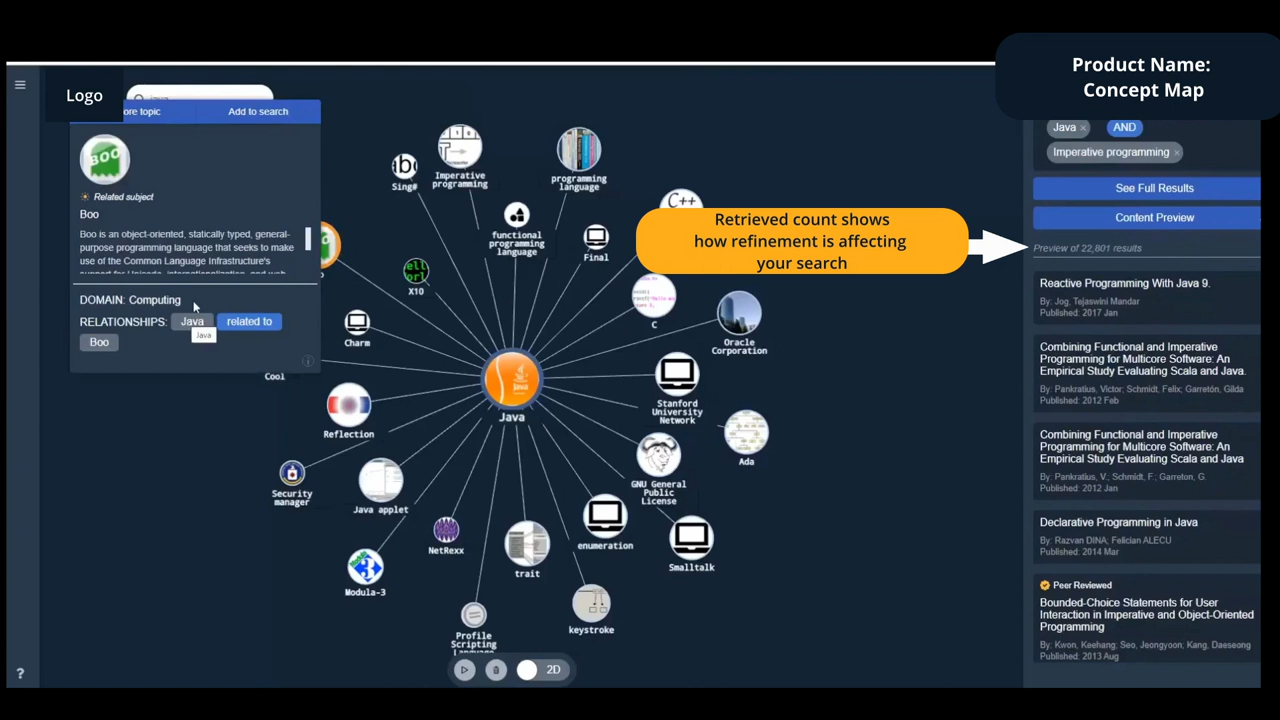 Product Name:
Concept Map
Logo
ore topic
Add to search
BOO
Related subject
Boo
Boo is an object-oriented, statically typed, general-
purpose programming language that seeks to make
use of the Common Language Infrastructure's
support for Unicode, internationalization, and web
DOMAIN: Computing
RELATIONSHIPS: Java related to
Java
Boo
Sing#
Imperative
programming
programming
language
functional
programming
language
Final
C++
X10
C
Charm
Oracle
Corporation
Cool
Java
Stanford
University
Network
Reflection
Ada
GNU General
Public
License
Security
manager
Java applet
NetRexx
trait
enumeration
Smalltalk
Modula-3
keystroke
Profile
Scripting
Language
2D
?
Retrieved count shows
how refinement is affecting
your search
Java × AND
Imperative programming ×
See Full Results
Content Preview
Preview of 22,801 results
Reactive Programming With Java 9.
By: Jog, Tejaswini Mandar
Published: 2017 Jan
Combining Functional and Imperative
Programming for Multicore Software: An
Empirical Study Evaluating Scala and Java.
By: Pankratius, Victor; Schmidt, Felix; Garretón, Gilda
Published: 2012 Feb
Combining Functional and Imperative
Programming for Multicore Software: An
Empirical Study Evaluating Scala and Java
By: Pankratius, V.; Schmidt, F.; Garreton, G.
Published: 2012 Jan
Declarative Programming in Java
By: Razvan DINA; Felician ALECU
Published: 2014 Mar
Peer Reviewed
Bounded-Choice Statements for User
Interaction in Imperative and Object-Oriented
Programming
By: Kwon, Keehang; Seo, Jeongyoon; Kang, Daeseong
Published: 2013 Aug